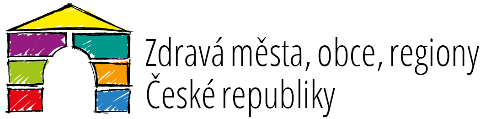 Zdravá města, obce, regiony
České republiky